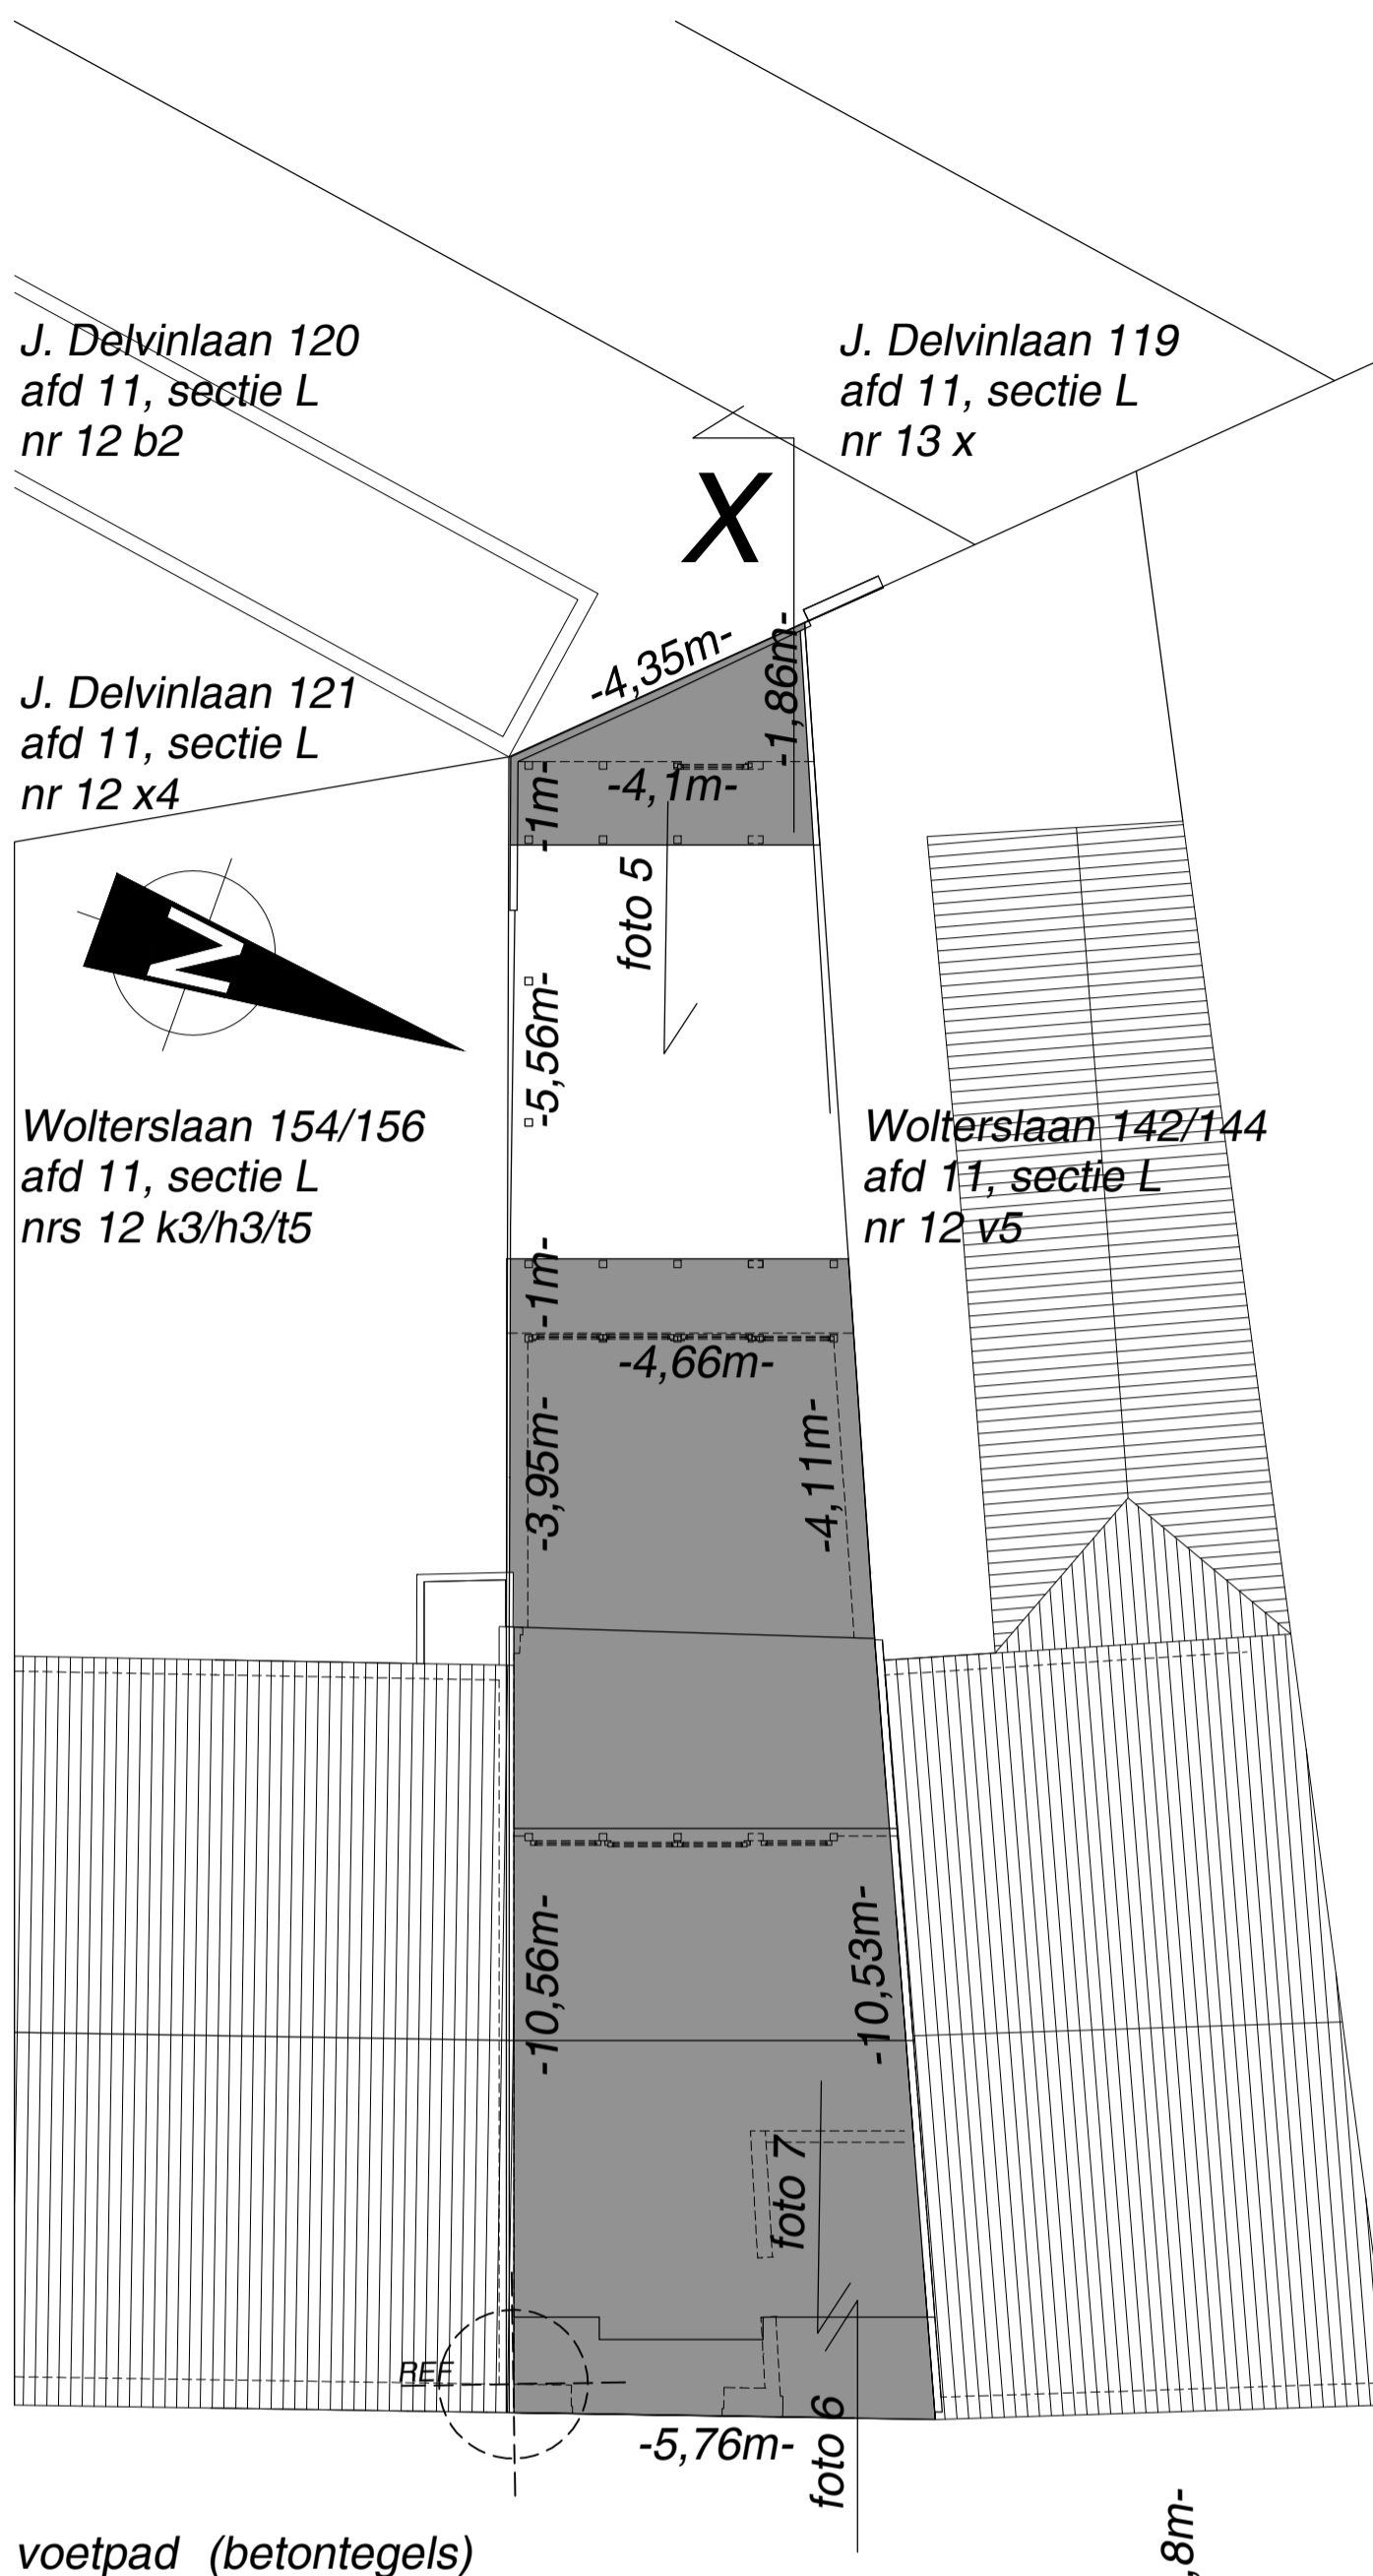 J. Delvinlaan 120
afd 11, sectie L
nr 12 b2
J. Delvinlaan 119
afd 11, sectie L
nr 13 x
X
-4,35m-
-1,86m-
J. Delvinlaan 121
afd 11, sectie L
nr 12 x4
-4,1m-
-1m-
foto 5
N
-5,56m-
Wolterslaan 154/156
afd 11, sectie L
nrs 12 k3/h3/t5
Wolterslaan 142/144
afd 11, sectie L
nr 12 v5
-1m-
-4,66m-
-3,95m-
-4,11m-
-10,56m-
-10,53m-
foto 7
REF
-5,76m-
foto 6
,8m-
voetpad (betontegels)